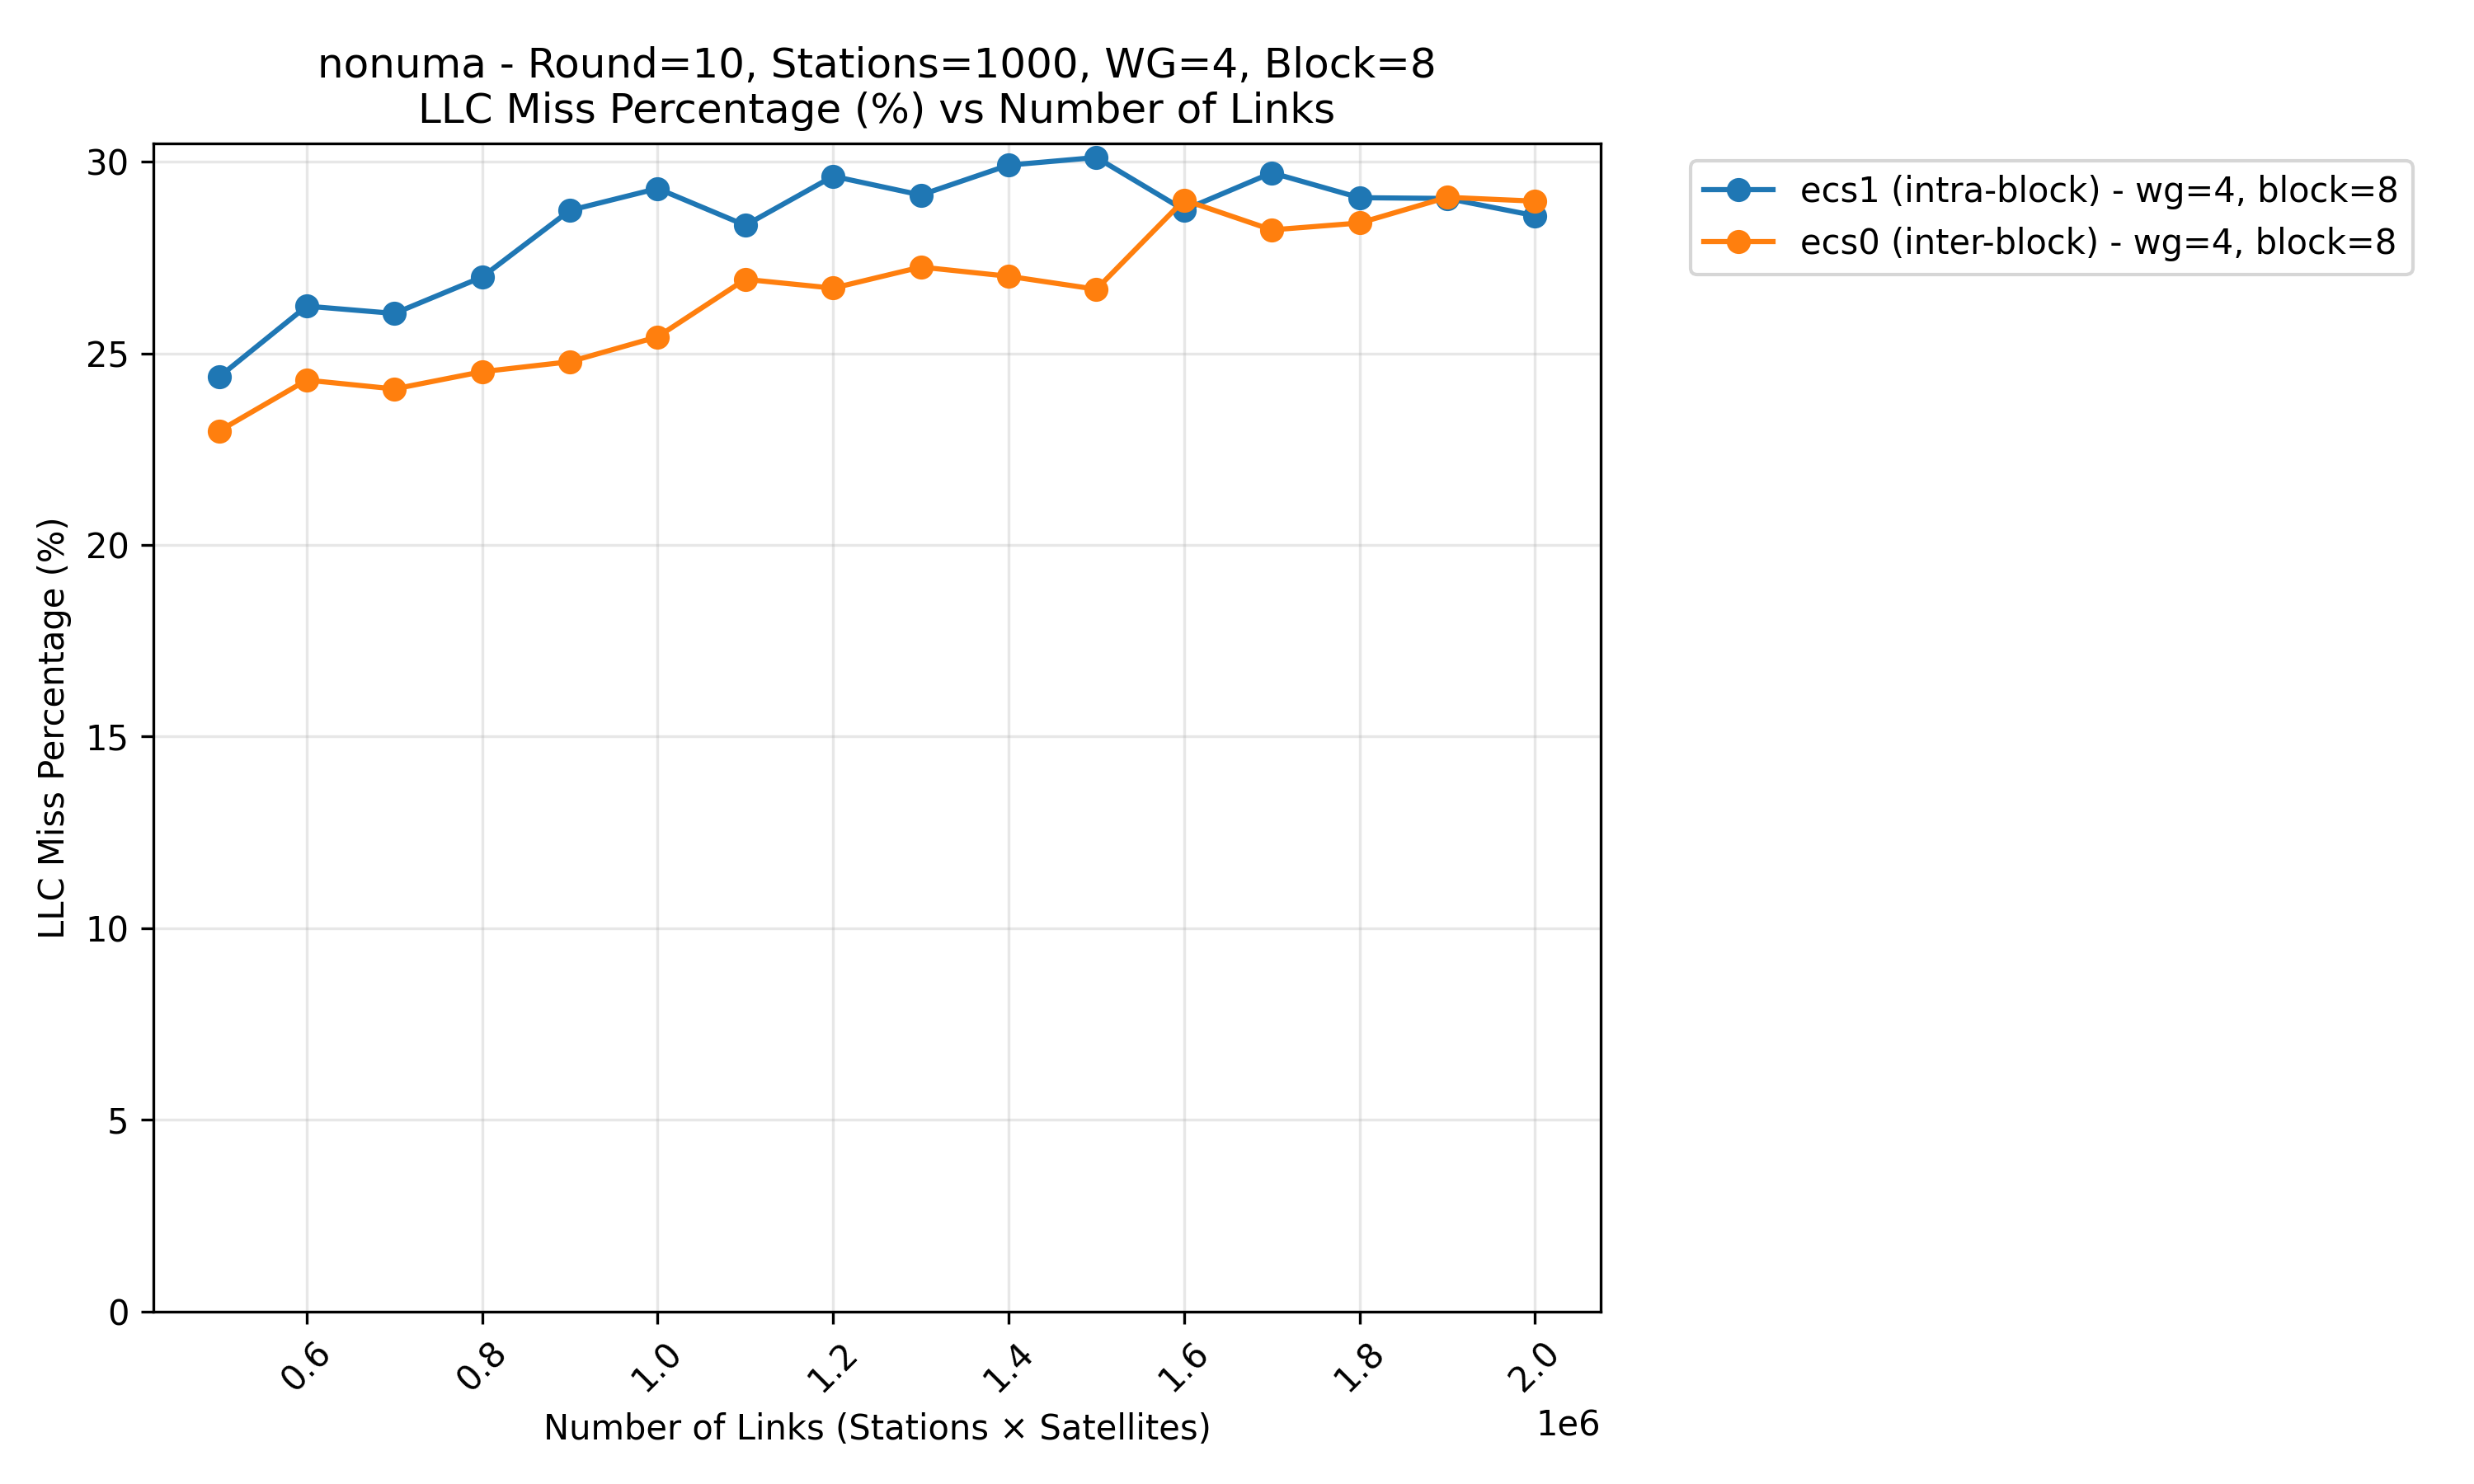 nonuma - Round=10, Stations=1000, WG=4, Block=8
LLC Miss Percentage (%) vs Number of Links
ecs1 (intra-block) - wg=4, block=8
ecs0 (inter-block) - wg=4, block=8
LLC Miss Percentage (%)
30
25
20
15
10
5
0
0.6
0.8
1.0
1.2
1.4
1.6
1.8
2.0
1e6
Number of Links (Stations × Satellites)